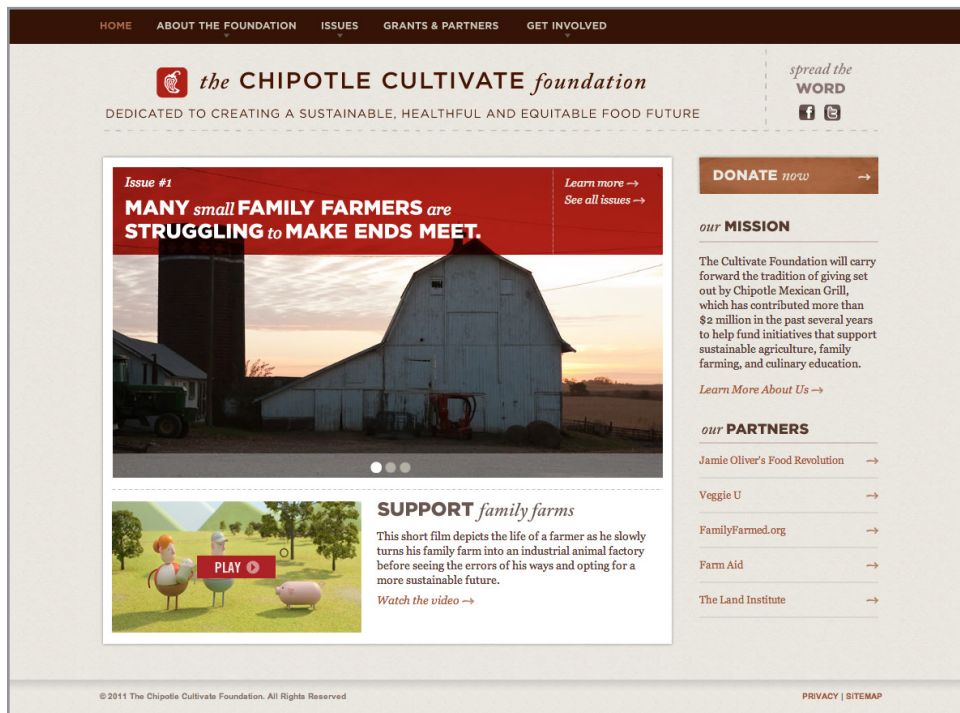 HOME ABOUT THE FOUNDATION ISSUES GRANTS & PARTNERS GET INVOLVED
the CHIPOTLE CULTIVATE foundation
DEDICATED TO CREATING A SUSTAINABLE, HEALTHFUL AND EQUITABLE FOOD FUTURE
spread the
WORD
Issue #1
MANY small FAMILY FARMERS are
STRUGGLING to MAKE ENDS MEET.
Learn more →
See all issues →
DONATE now →
our MISSION
The Cultivate Foundation will carry
forward the tradition of giving set
out by Chipotle Mexican Grill,
which has contributed more than
$2 million in the past several years
to help fund initiatives that support
sustainable agriculture, family
farming, and culinary education.
Learn More About Us →
our PARTNERS
Jamie Oliver's Food Revolution →
Veggie U →
FamilyFarmed.org →
Farm Aid →
The Land Institute →
PLAY
SUPPORT family farms
This short film depicts the life of a farmer as he slowly
turns his family farm into an industrial animal factory
before seeing the errors of his ways and opting for a
more sustainable future.
Watch the video →
© 2011 The Chipotle Cultivate Foundation. All Rights Reserved
PRIVACY | SITEMAP